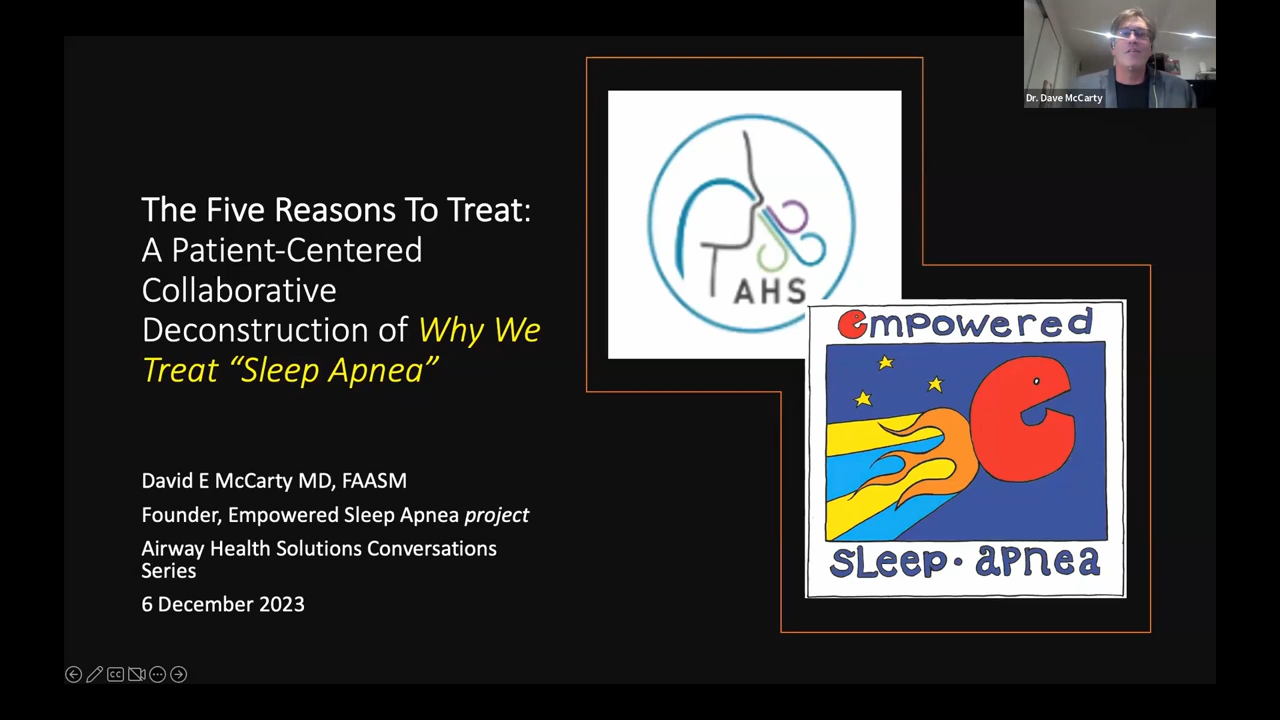 Dr. Dave McCarty
The Five Reasons To Treat:
A Patient-Centered
Collaborative
Deconstruction of Why We
Treat “Sleep Apnea”
David E McCarty MD, FAASM
Founder, Empowered Sleep Apnea project
Airway Health Solutions Conversations
Series
6 December 2023
AHS
empowered
e
sleep · apnea
CC